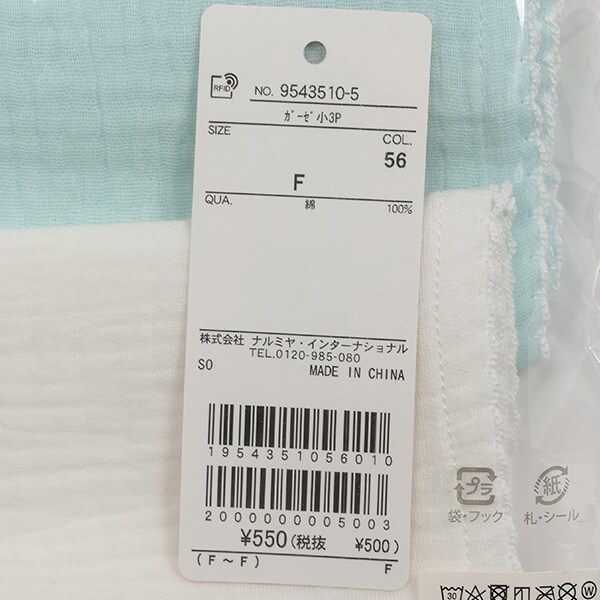 RFID
NO. 9543510-5
ｶﾞｰｾﾞ小3P
SIZE
COL.
56
F
QUA.
綿
100%
株式会社 ナルミヤ・インターナショナル
TEL.0120-985-080
SO
MADE IN CHINA
1954351056010
2000000005003
¥550(税抜 ¥500)
(F～F)
F
プラ
袋・フック
紙
札・シール
30
W